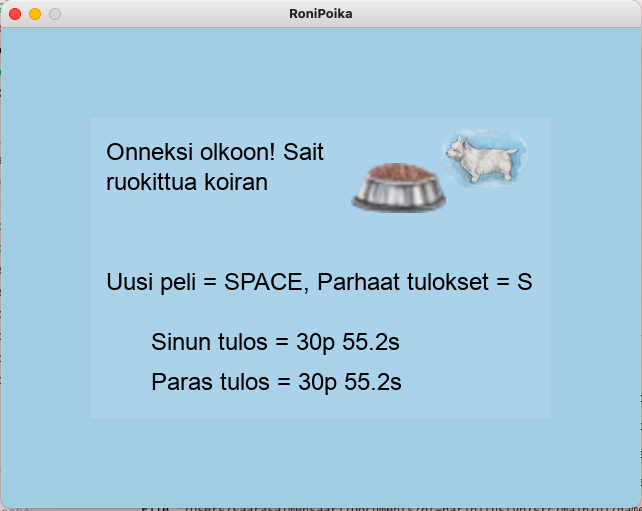 RoniPoika
Onneksi olkoon! Sait
ruokittua koiran
Uusi peli = SPACE, Parhaat tulokset = S
Sinun tulos = 30p 55.2s
Paras tulos = 30p 55.2s